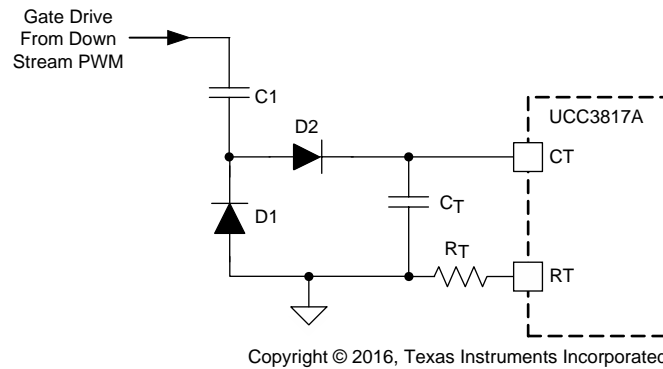 Gate Drive
From Down
Stream PWM
C1
UCC3817A
D2
CT
CT
D1
RT
RT
Copyright © 2016, Texas Instruments Incorporated